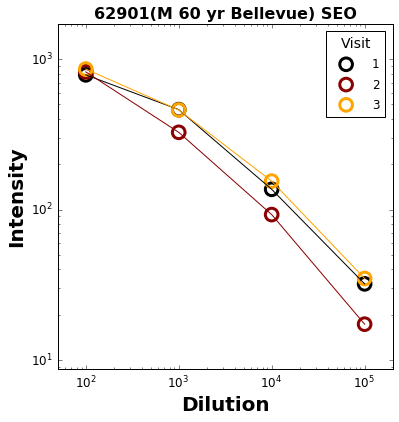 62901(M 60 yr Bellevue) SEO
Visit
1
2
3
Intensity
10³
10²
10¹
10² 10³ 10⁴ 10⁵
Dilution